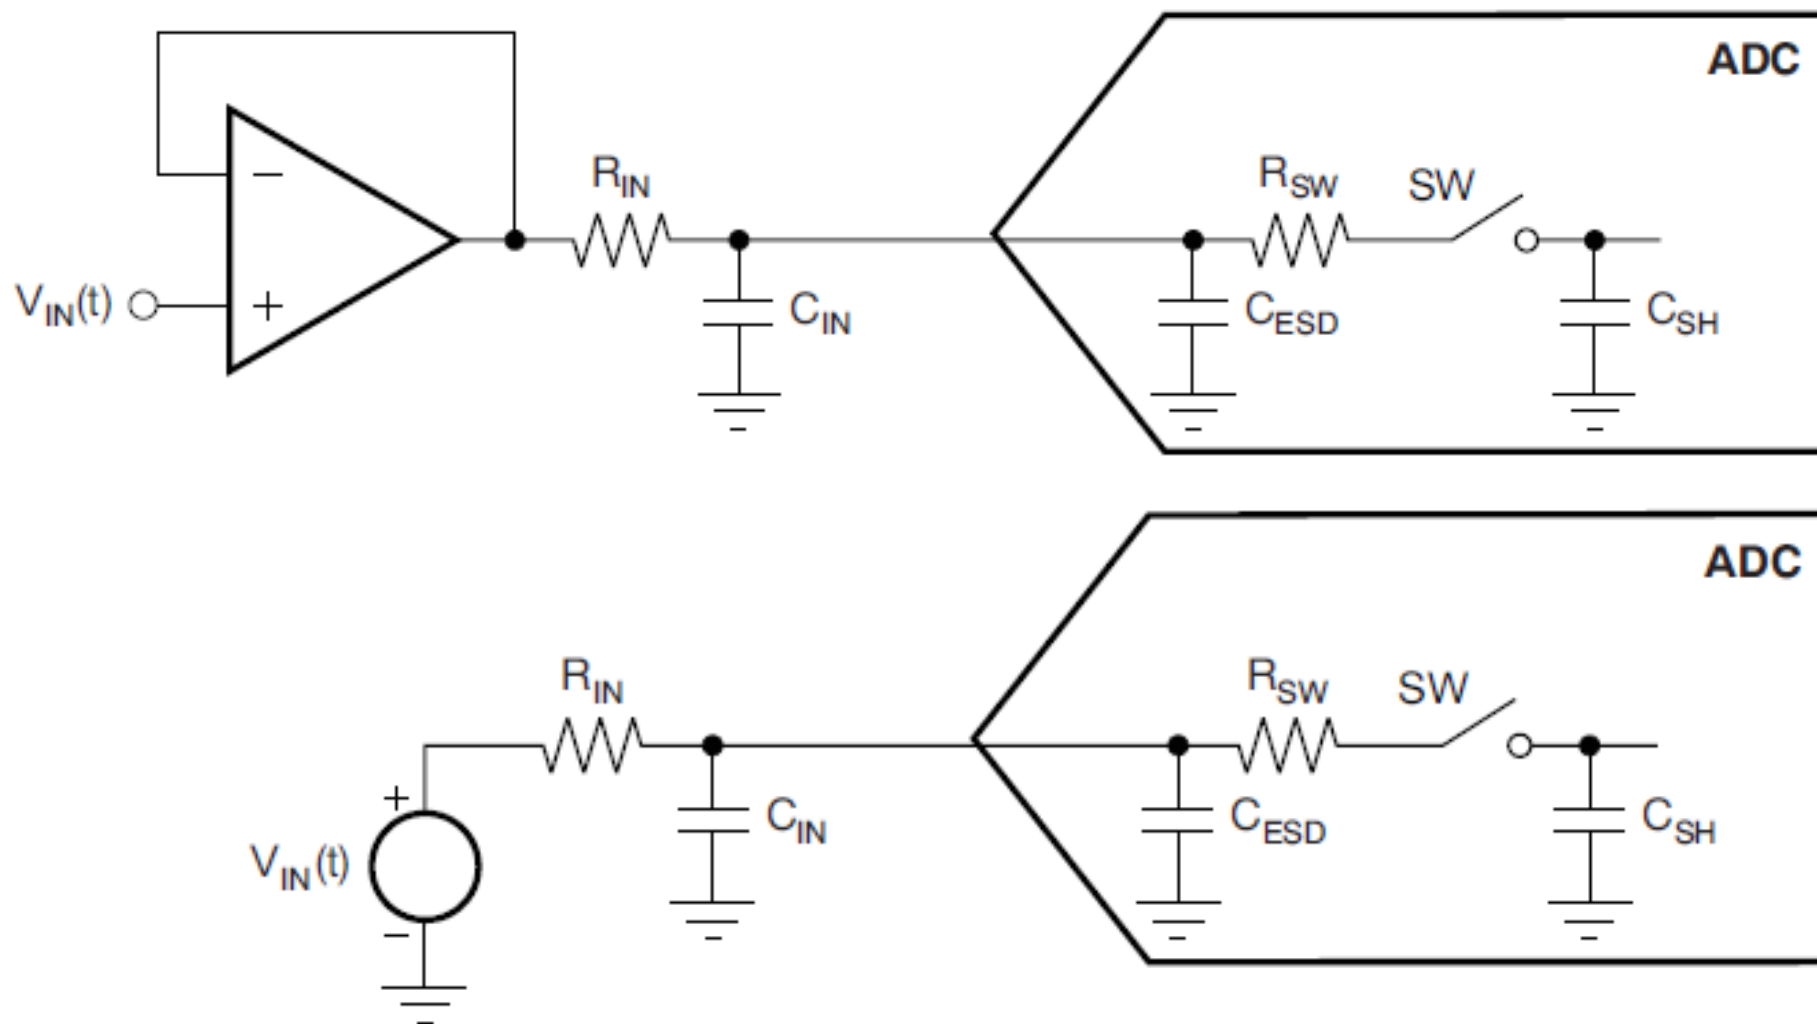 ADC
R_IN
R_SW
SW
−
V_IN(t)
+
C_IN
C_ESD
C_SH
ADC
R_IN
R_SW
SW
+
C_IN
C_ESD
C_SH
V_IN(t)
−